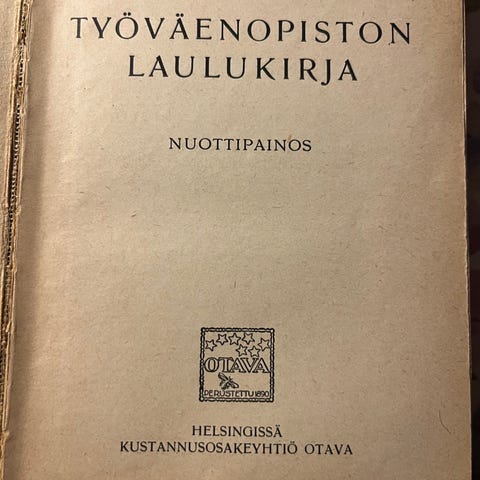 TYÖVÄENOPISTON
LAULUKIRJA
NUOTTIPAINOS
OTAVA
PERUSTETTU 1890
HELSINGISSÄ
KUSTANNUSOSAKEYHTIÖ OTAVA